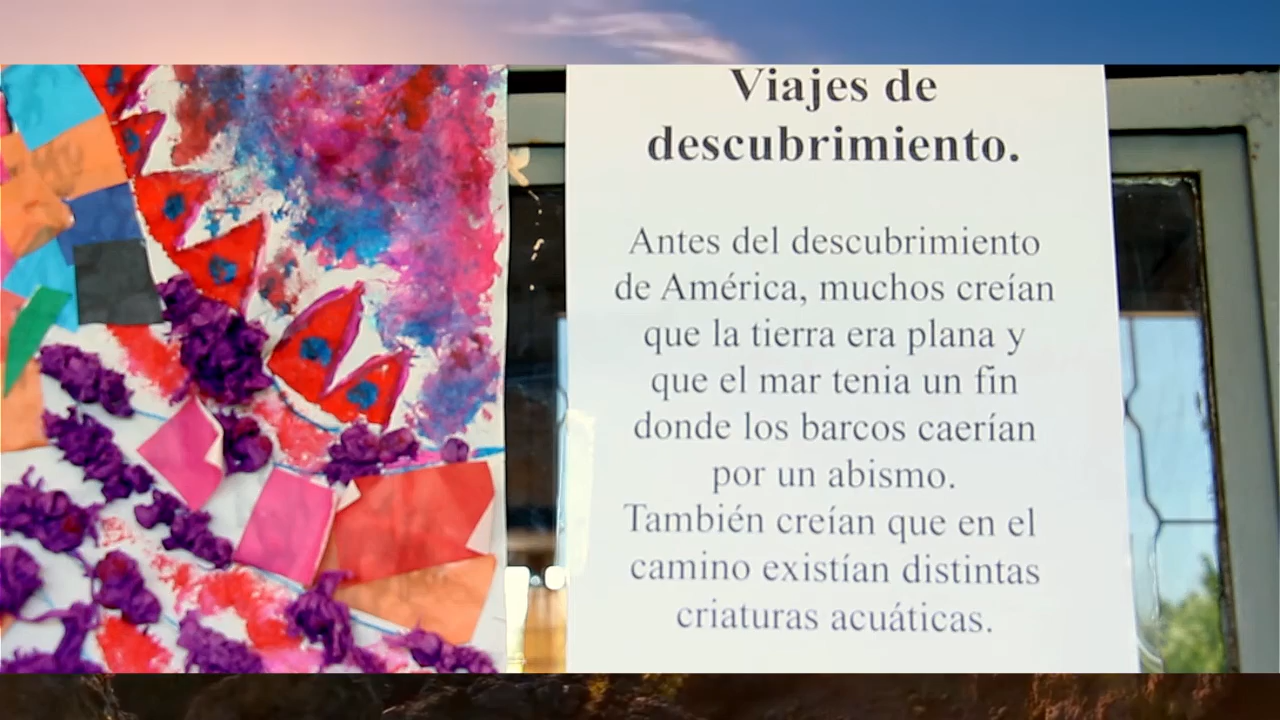 Viajes de
descubrimiento.
Antes del descubrimiento
de América, muchos creían
que la tierra era plana y
que el mar tenia un fin
donde los barcos caerían
por un abismo.
También creían que en el
camino existían distintas
criaturas acuáticas.